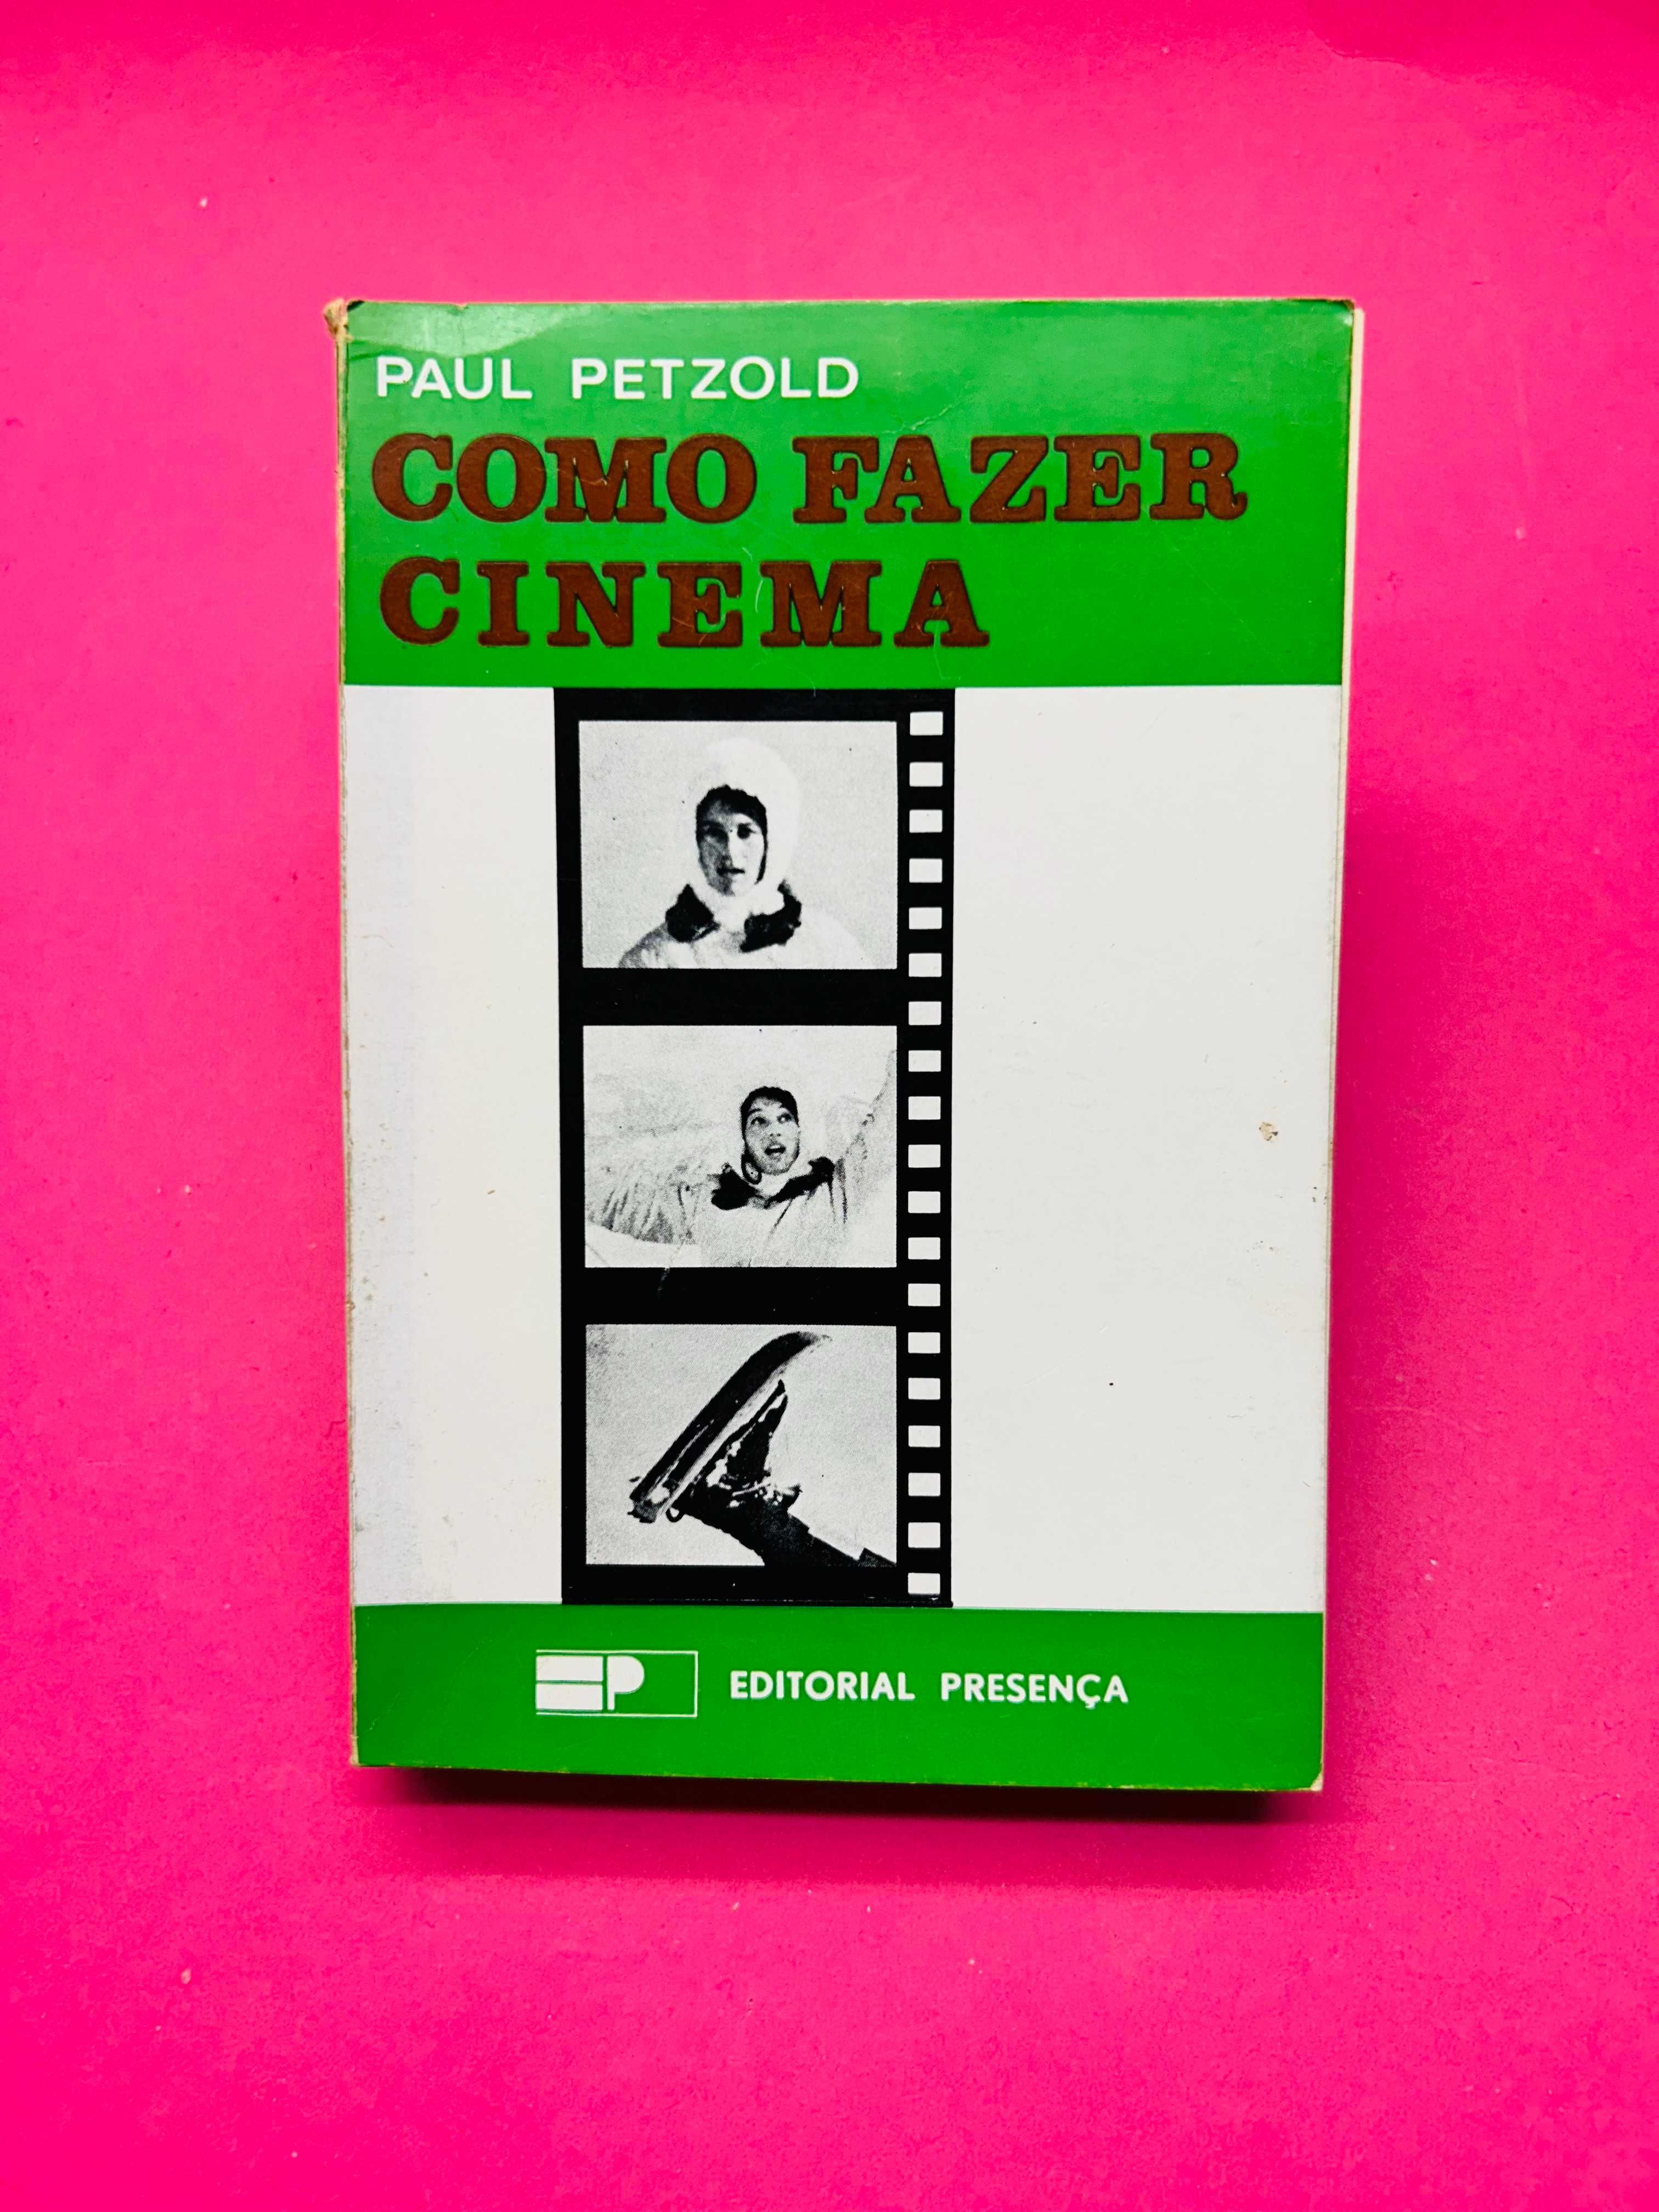 PAUL PETZOLD
COMO FAZER
CINEMA
EP EDITORIAL PRESENÇA